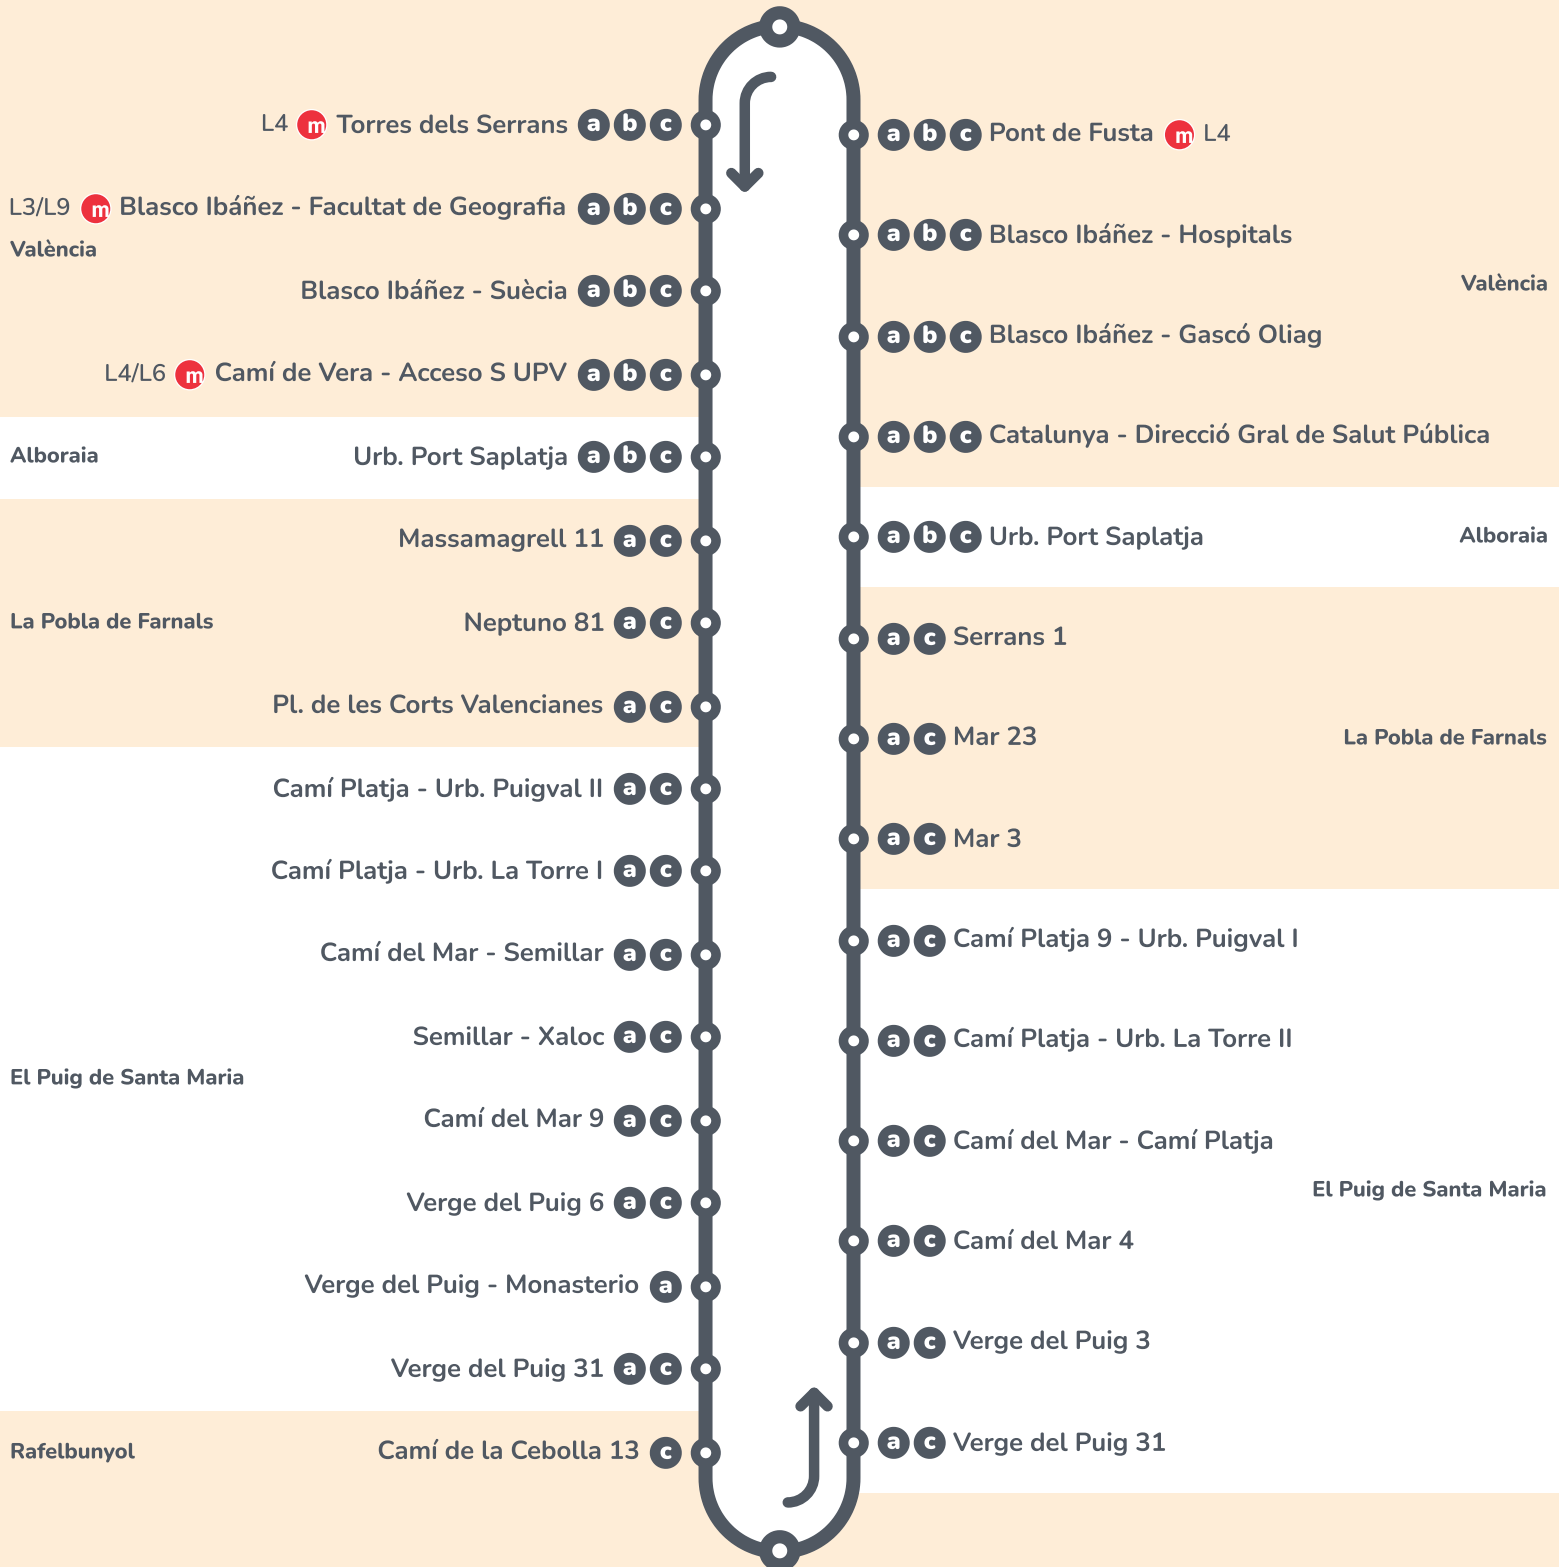 L4 m Torres dels Serrans a b c
L3/L9 m Blasco Ibáñez - Facultat de Geografia a b c
València
Blasco Ibáñez - Suècia a b c
L4/L6 m Camí de Vera - Acceso S UPV a b c
Alboraia
Urb. Port Saplatja a b c
Massamagrell 11 a c
La Pobla de Farnals
Neptuno 81 a c
Pl. de les Corts Valencianes a c
Camí Platja - Urb. Puigval II a c
Camí Platja - Urb. La Torre I a c
Camí del Mar - Semillar a c
Semillar - Xaloc a c
El Puig de Santa Maria
Camí del Mar 9 a c
Verge del Puig 6 a c
Verge del Puig - Monasterio a
Verge del Puig 31 a c
Rafelbunyol
Camí de la Cebolla 13 c
a b c Pont de Fusta m L4
a b c Blasco Ibáñez - Hospitals
València
a b c Blasco Ibáñez - Gascó Oliag
a b c Catalunya - Direcció Gral de Salut Pública
a b c Urb. Port Saplatja
Alboraia
a c Serrans 1
a c Mar 23
La Pobla de Farnals
a c Mar 3
a c Camí Platja 9 - Urb. Puigval I
a c Camí Platja - Urb. La Torre II
a c Camí del Mar - Camí Platja
El Puig de Santa Maria
a c Camí del Mar 4
a c Verge del Puig 3
a c Verge del Puig 31